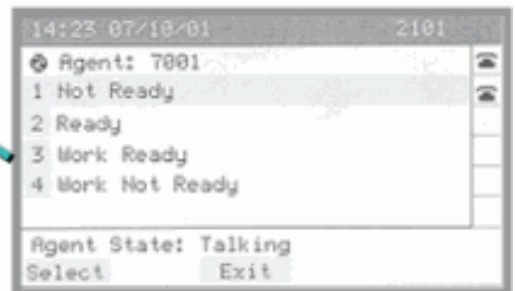 14:23 07/10/01 2101
Agent: 7001
1 Not Ready
2 Ready
3 Work Ready
4 Work Not Ready
Agent State: Talking
Select Exit